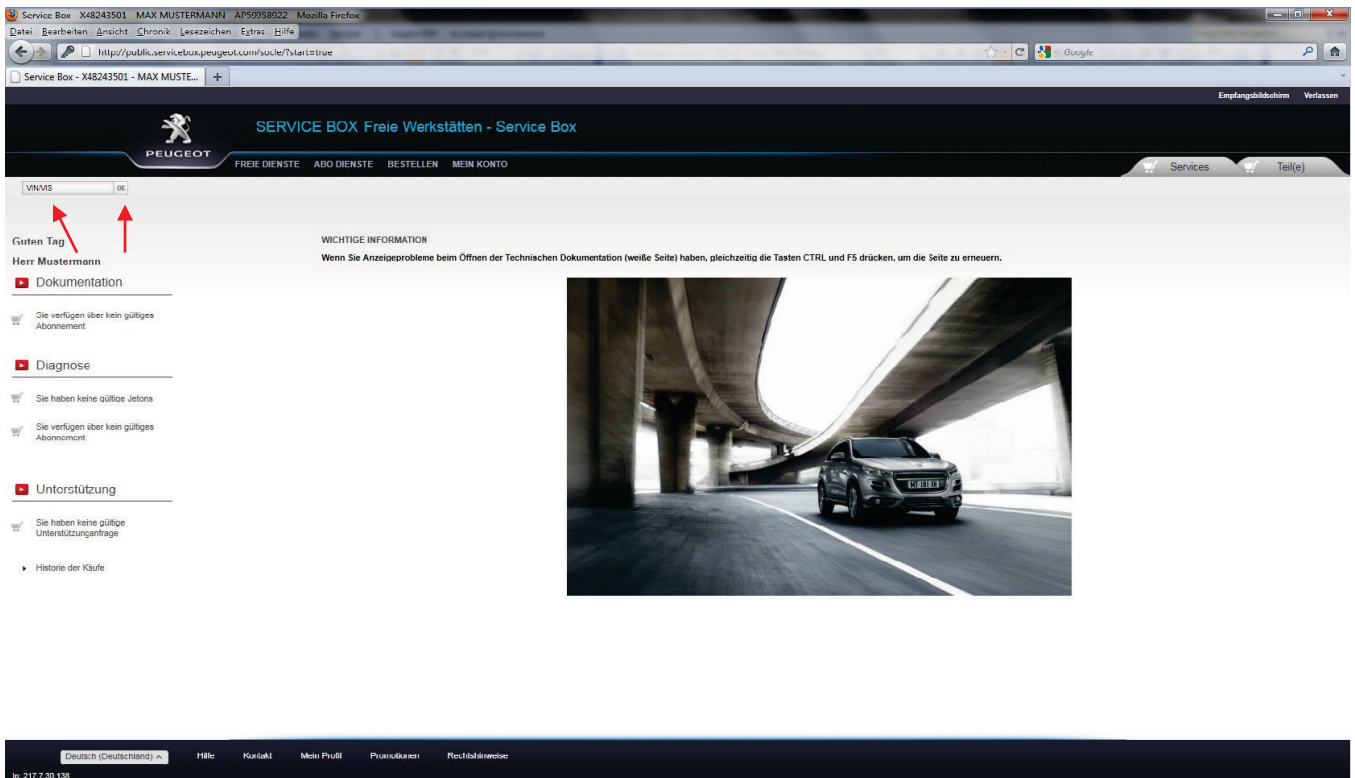 Service Box X48243501 MAX MUSTERMANN AP59958922 Mozilla Firefox
Datei Bearbeiten Ansicht Chronik Lesezeichen Extras Hilfe
http://public.servicebox.peugeot.com/socle/?start=true
Google
Service Box - X48243501 - MAX MUSTE...
Empfangsbildschirm Verlassen
SERVICE BOX Freie Werkstätten - Service Box
PEUGEOT
FREIE DIENSTE ABO DIENSTE BESTELLEN MEIN KONTO
Services Teil(e)
VIN/VIS OK
Guten Tag
Herr Mustermann
WICHTIGE INFORMATION
Wenn Sie Anzeigeprobleme beim Öffnen der Technischen Dokumentation (weiße Seite) haben, gleichzeitig die Tasten CTRL und F5 drücken, um die Seite zu erneuern.
Dokumentation
Sie verfügen über kein gültiges
Abonnement
Diagnose
Sie haben keine gültige Jetons
Sie verfügen über kein gültiges
Abonnement
Unterstützung
Sie haben keine gültige
Unterstützunganfrage
Historie der Käufe
Deutsch (Deutschland) Hilfe Kontakt Mein Profil Promotionen Rechtshinweise
Ip: 217.7.30.138